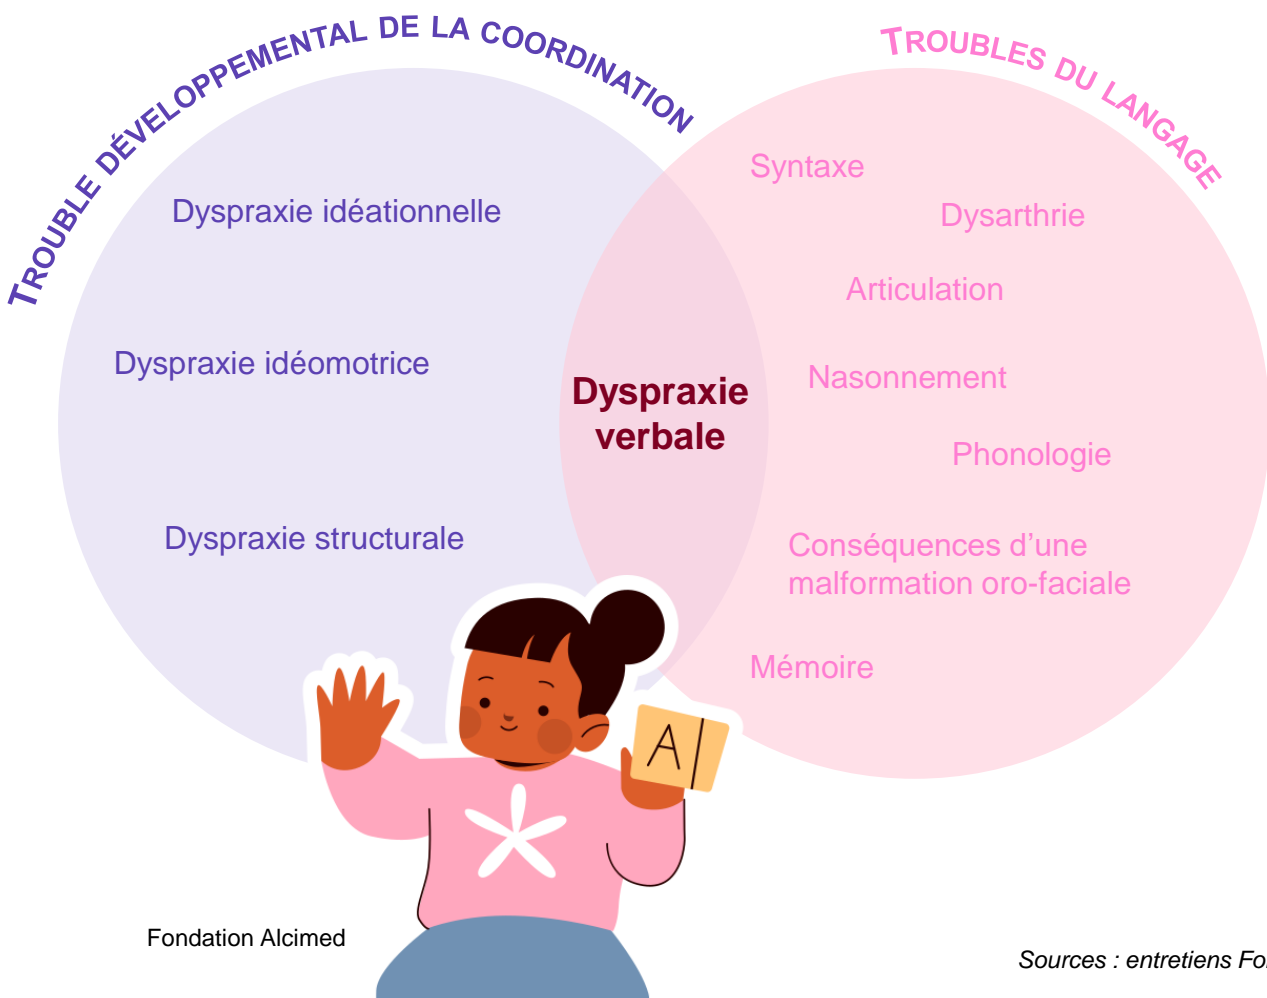 TROUBLE DÉVELOPPEMENTAL DE LA COORDINATION
TROUBLES DU LANGAGE
Dyspraxie idéationnelle
Dyspraxie idéomotrice
Dyspraxie structurale
Dyspraxie
verbale
Syntaxe
Dysarthrie
Articulation
Nasonnement
Phonologie
Conséquences d’une
malformation oro-faciale
Mémoire
A
Fondation Alcimed
Sources : entretiens